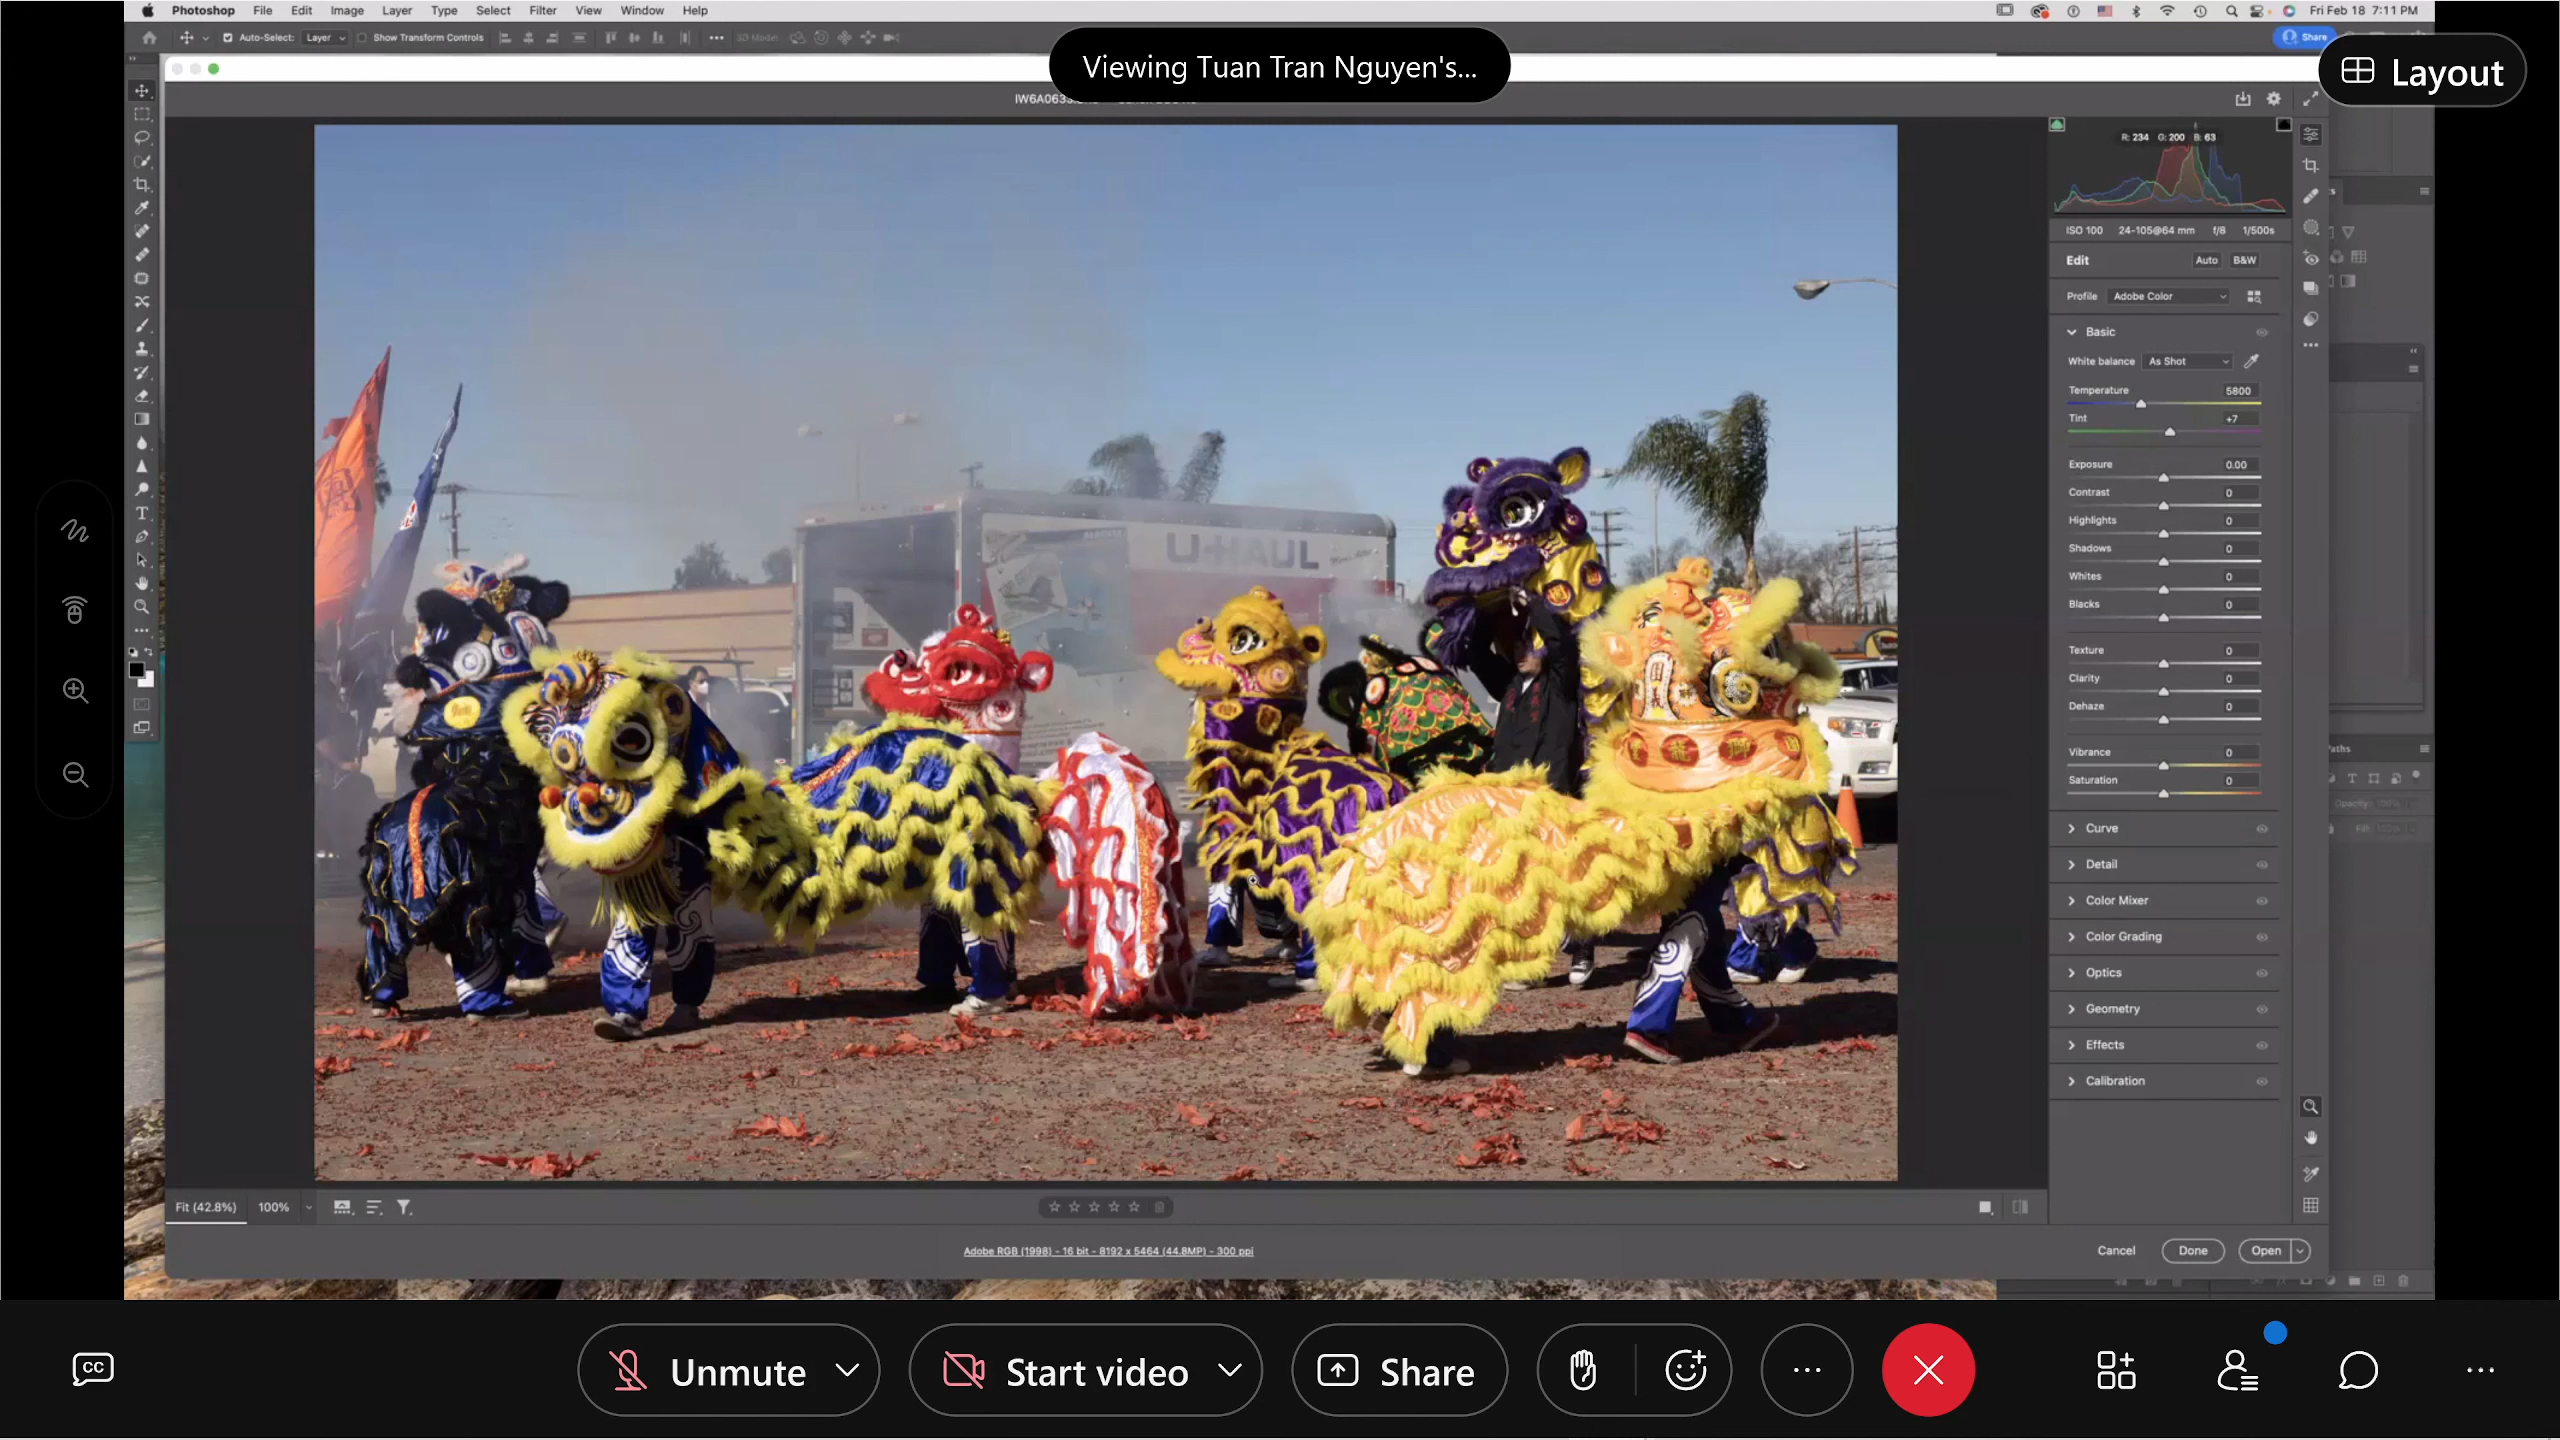 Photoshop File Edit Image Layer Type Select Filter View Window Help
Fri Feb 18 7:11 PM
Auto-Select: Layer Show Transform Controls
3D Mode:
Share
Viewing Tuan Tran Nguyen's...
Layout
R: 234 G: 200 B: 63
ISO 100 24-105@64 mm f/8 1/500s
Edit Auto B&W
Profile Adobe Color
Basic
White balance As Shot
Temperature 5800
Tint +7
Exposure 0.00
Contrast 0
Highlights 0
Shadows 0
Whites 0
Blacks 0
Texture 0
Clarity 0
Dehaze 0
Vibrance 0
Saturation 0
Curve
Detail
Color Mixer
Color Grading
Optics
Geometry
Effects
Calibration
U-HAUL
Opacity: 100%
Fit (42.8%) 100%
Adobe RGB (1998) - 16 bit - 8192 x 5464 (44.8MP) - 300 ppi
Cancel Done Open
CC
Unmute
Start video
Share